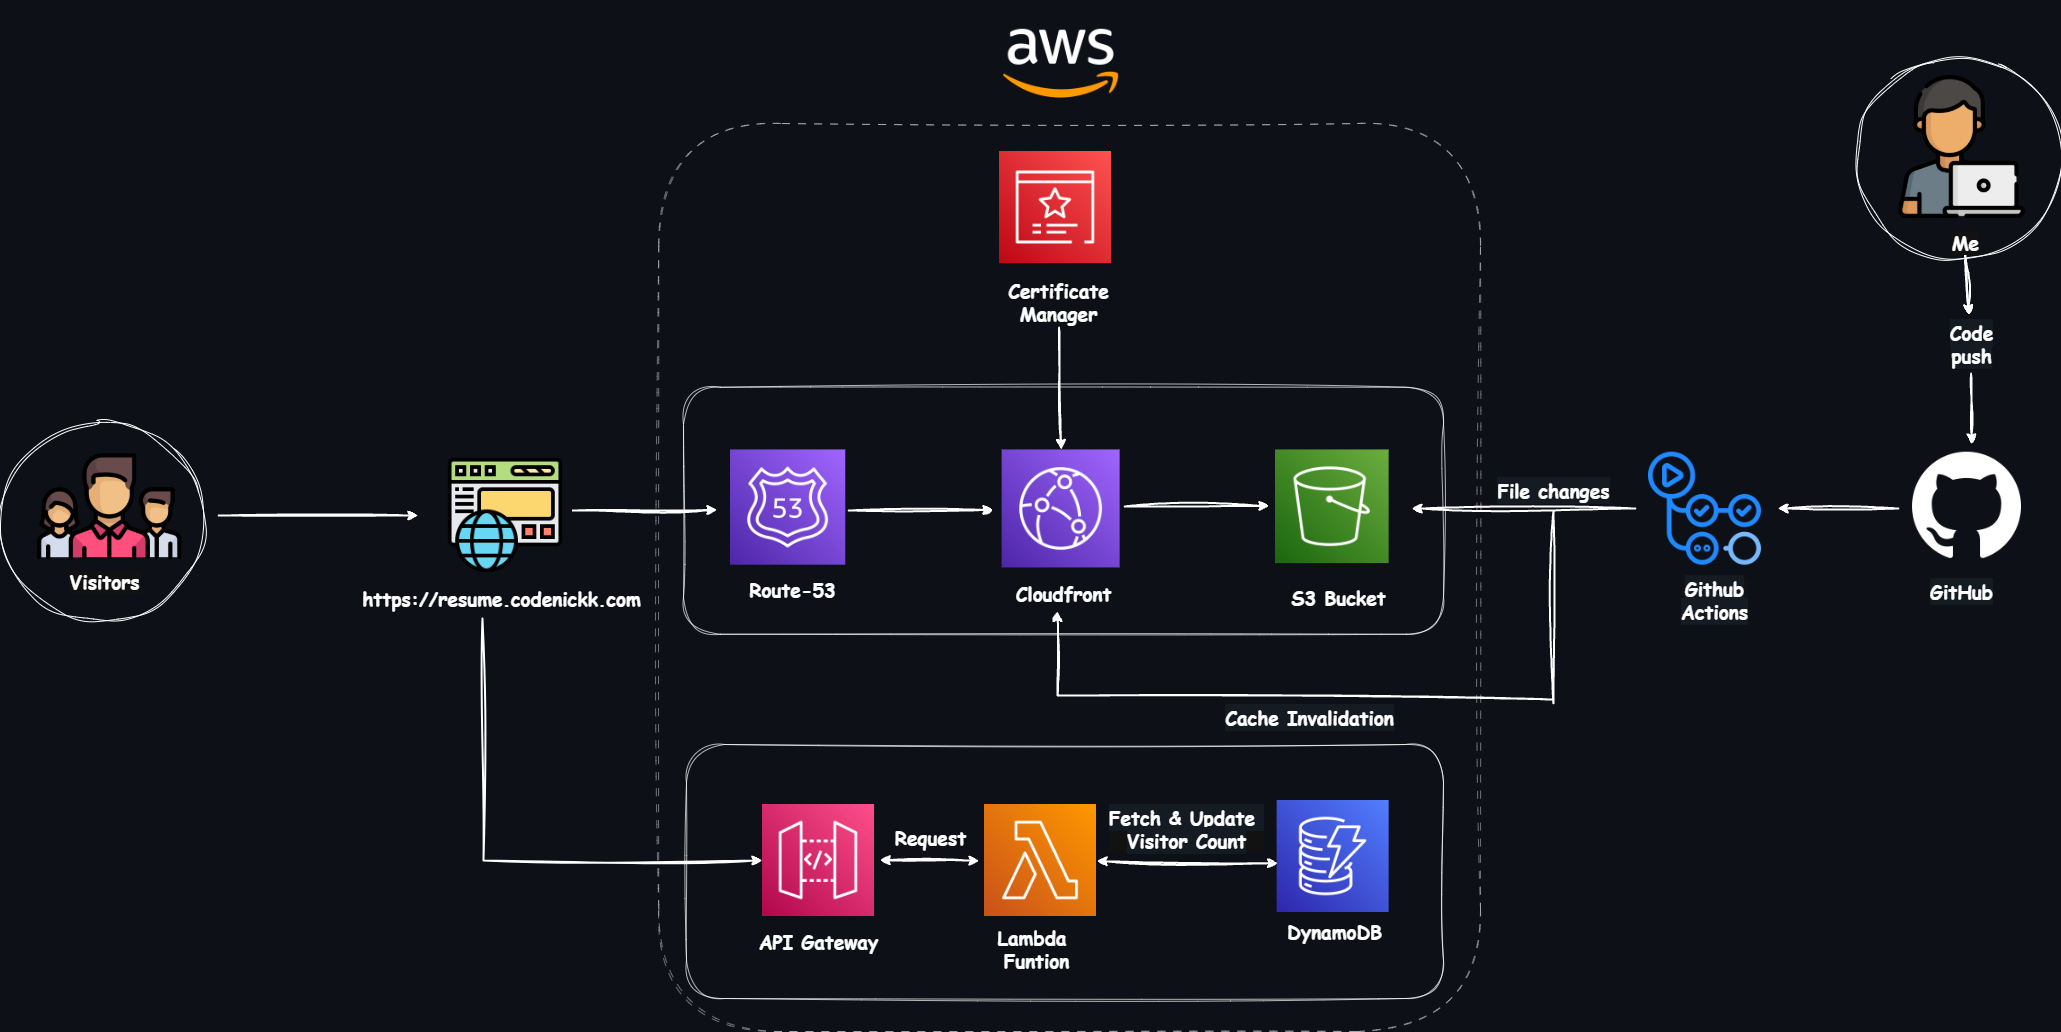 aws
Me
Code
push
Certificate
Manager
53
File changes
Visitors
https://resume.codenickk.com
Route-53
Cloudfront
S3 Bucket
Github
Actions
GitHub
Cache Invalidation
Request
Fetch & Update
Visitor Count
</>
API Gateway
Lambda
Funtion
DynamoDB